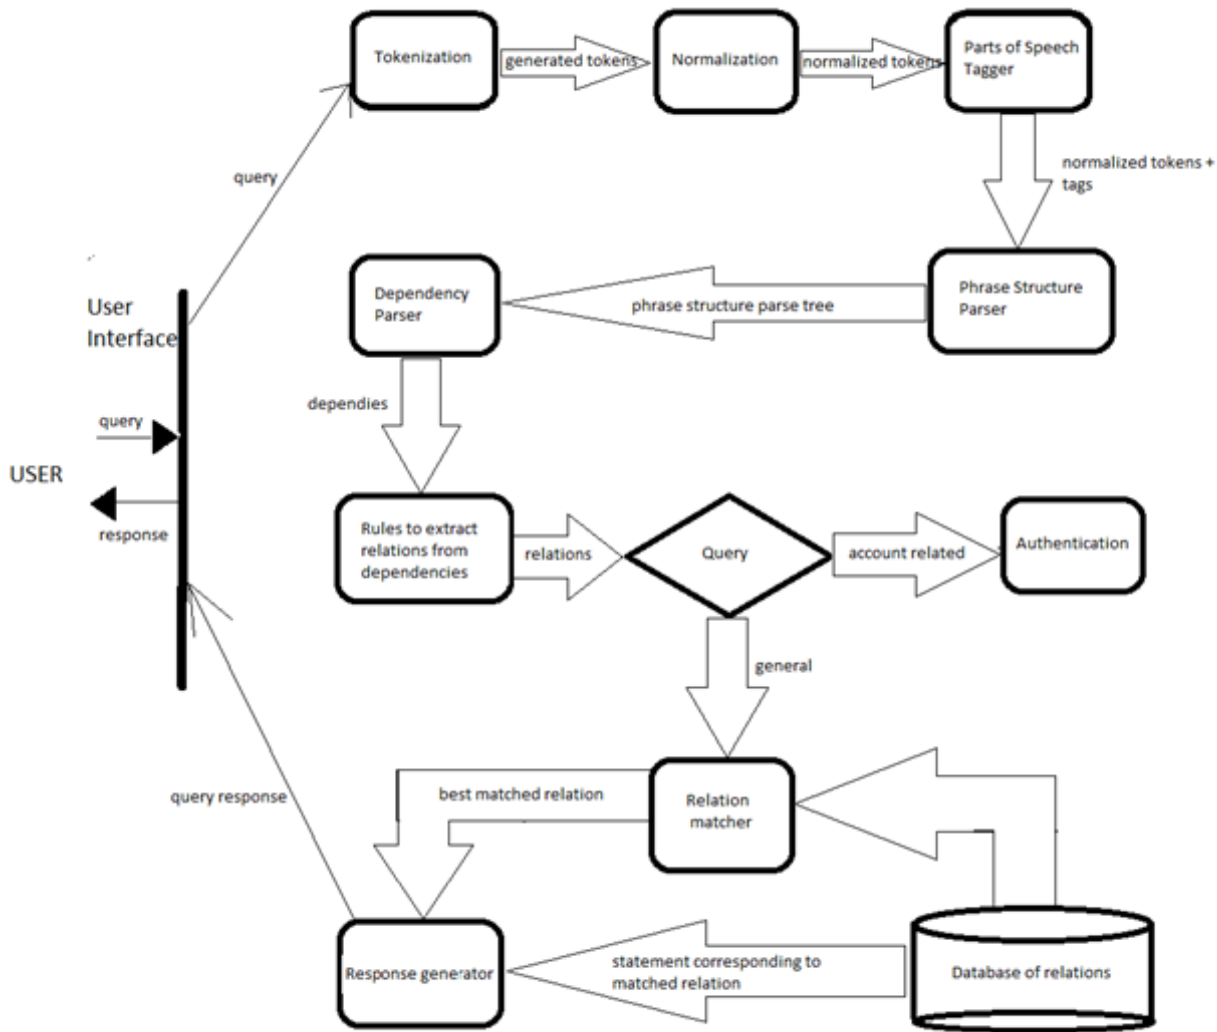 Tokenization
generated tokens
Normalization
normalized tokens
Parts of Speech
Tagger
query
normalized tokens +
tags
User
Interface
Dependency
Parser
phrase structure parse tree
Phrase Structure
Parser
dependies
query
USER
response
Rules to extract
relations from
dependencies
relations
Query
account related
Authentication
general
query response
best matched relation
Relation
matcher
Response generator
statement corresponding to
matched relation
Database of relations